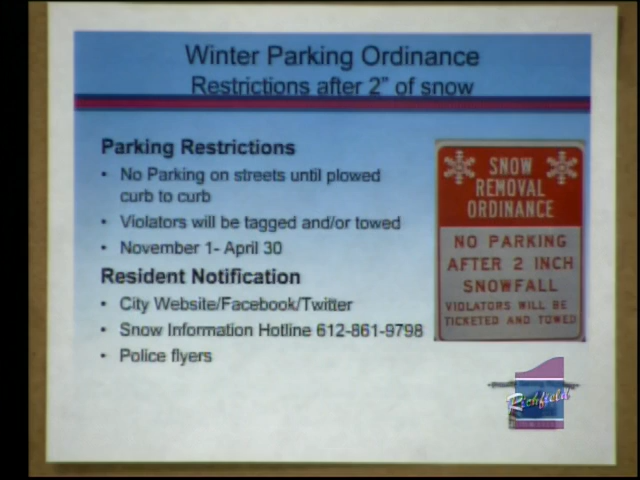 Winter Parking Ordinance
Restrictions after 2" of snow
Parking Restrictions
• No Parking on streets until plowed
curb to curb
• Violators will be tagged and/or towed
• November 1- April 30
Resident Notification
• City Website/Facebook/Twitter
• Snow Information Hotline 612-861-9798
• Police flyers
SNOW
REMOVAL
ORDINANCE
NO PARKING
AFTER 2 INCH
SNOWFALL
VIOLATORS WILL BE
TICKETED AND TOWED
Richfield